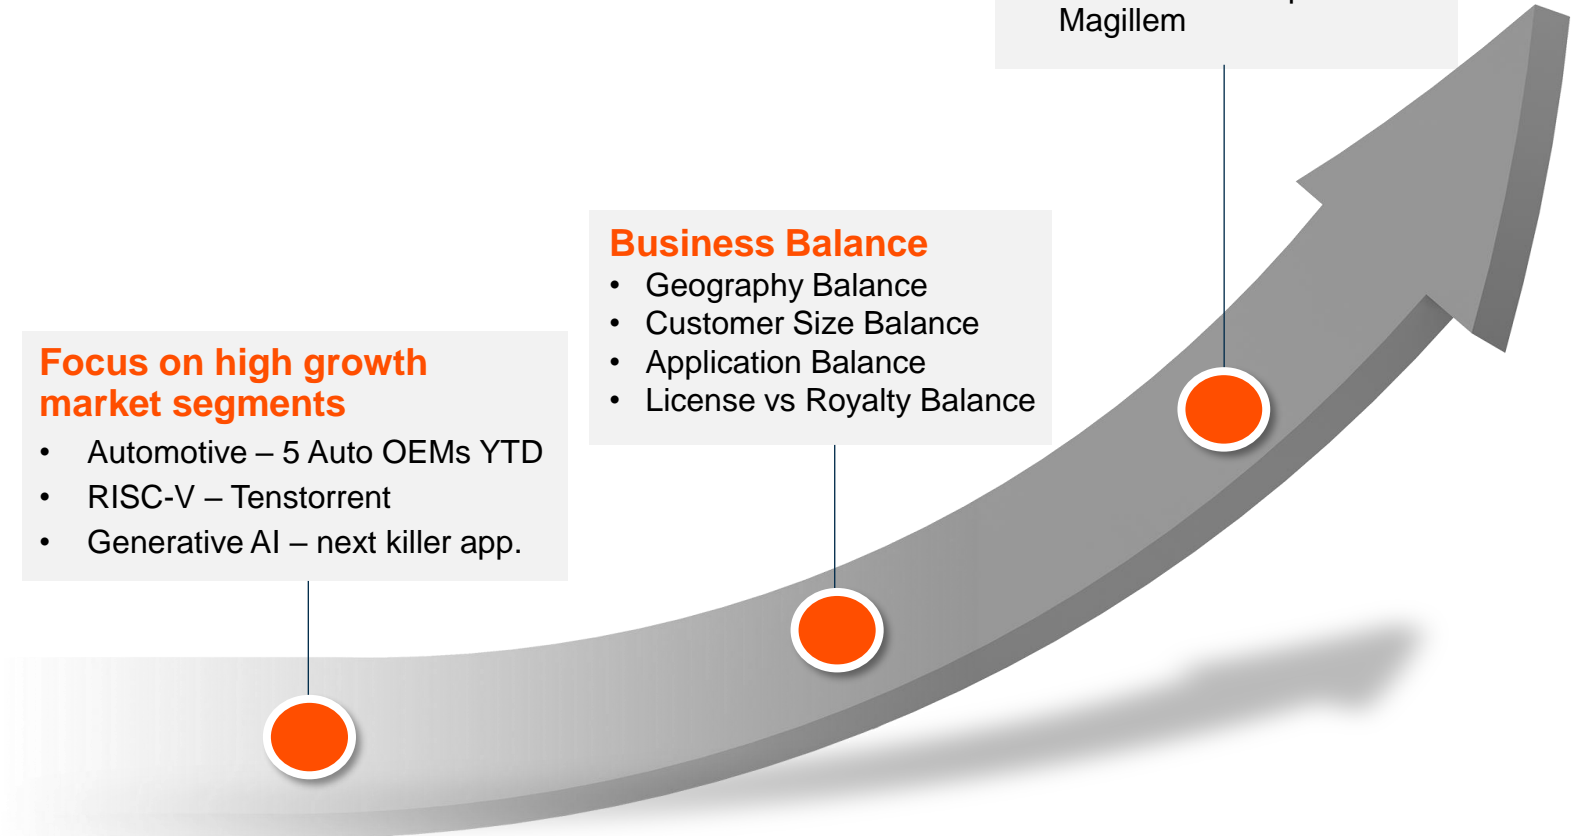 Magillem
Business Balance
• Geography Balance
• Customer Size Balance
• Application Balance
• License vs Royalty Balance
Focus on high growth
market segments
• Automotive – 5 Auto OEMs YTD
• RISC-V – Tenstorrent
• Generative AI – next killer app.